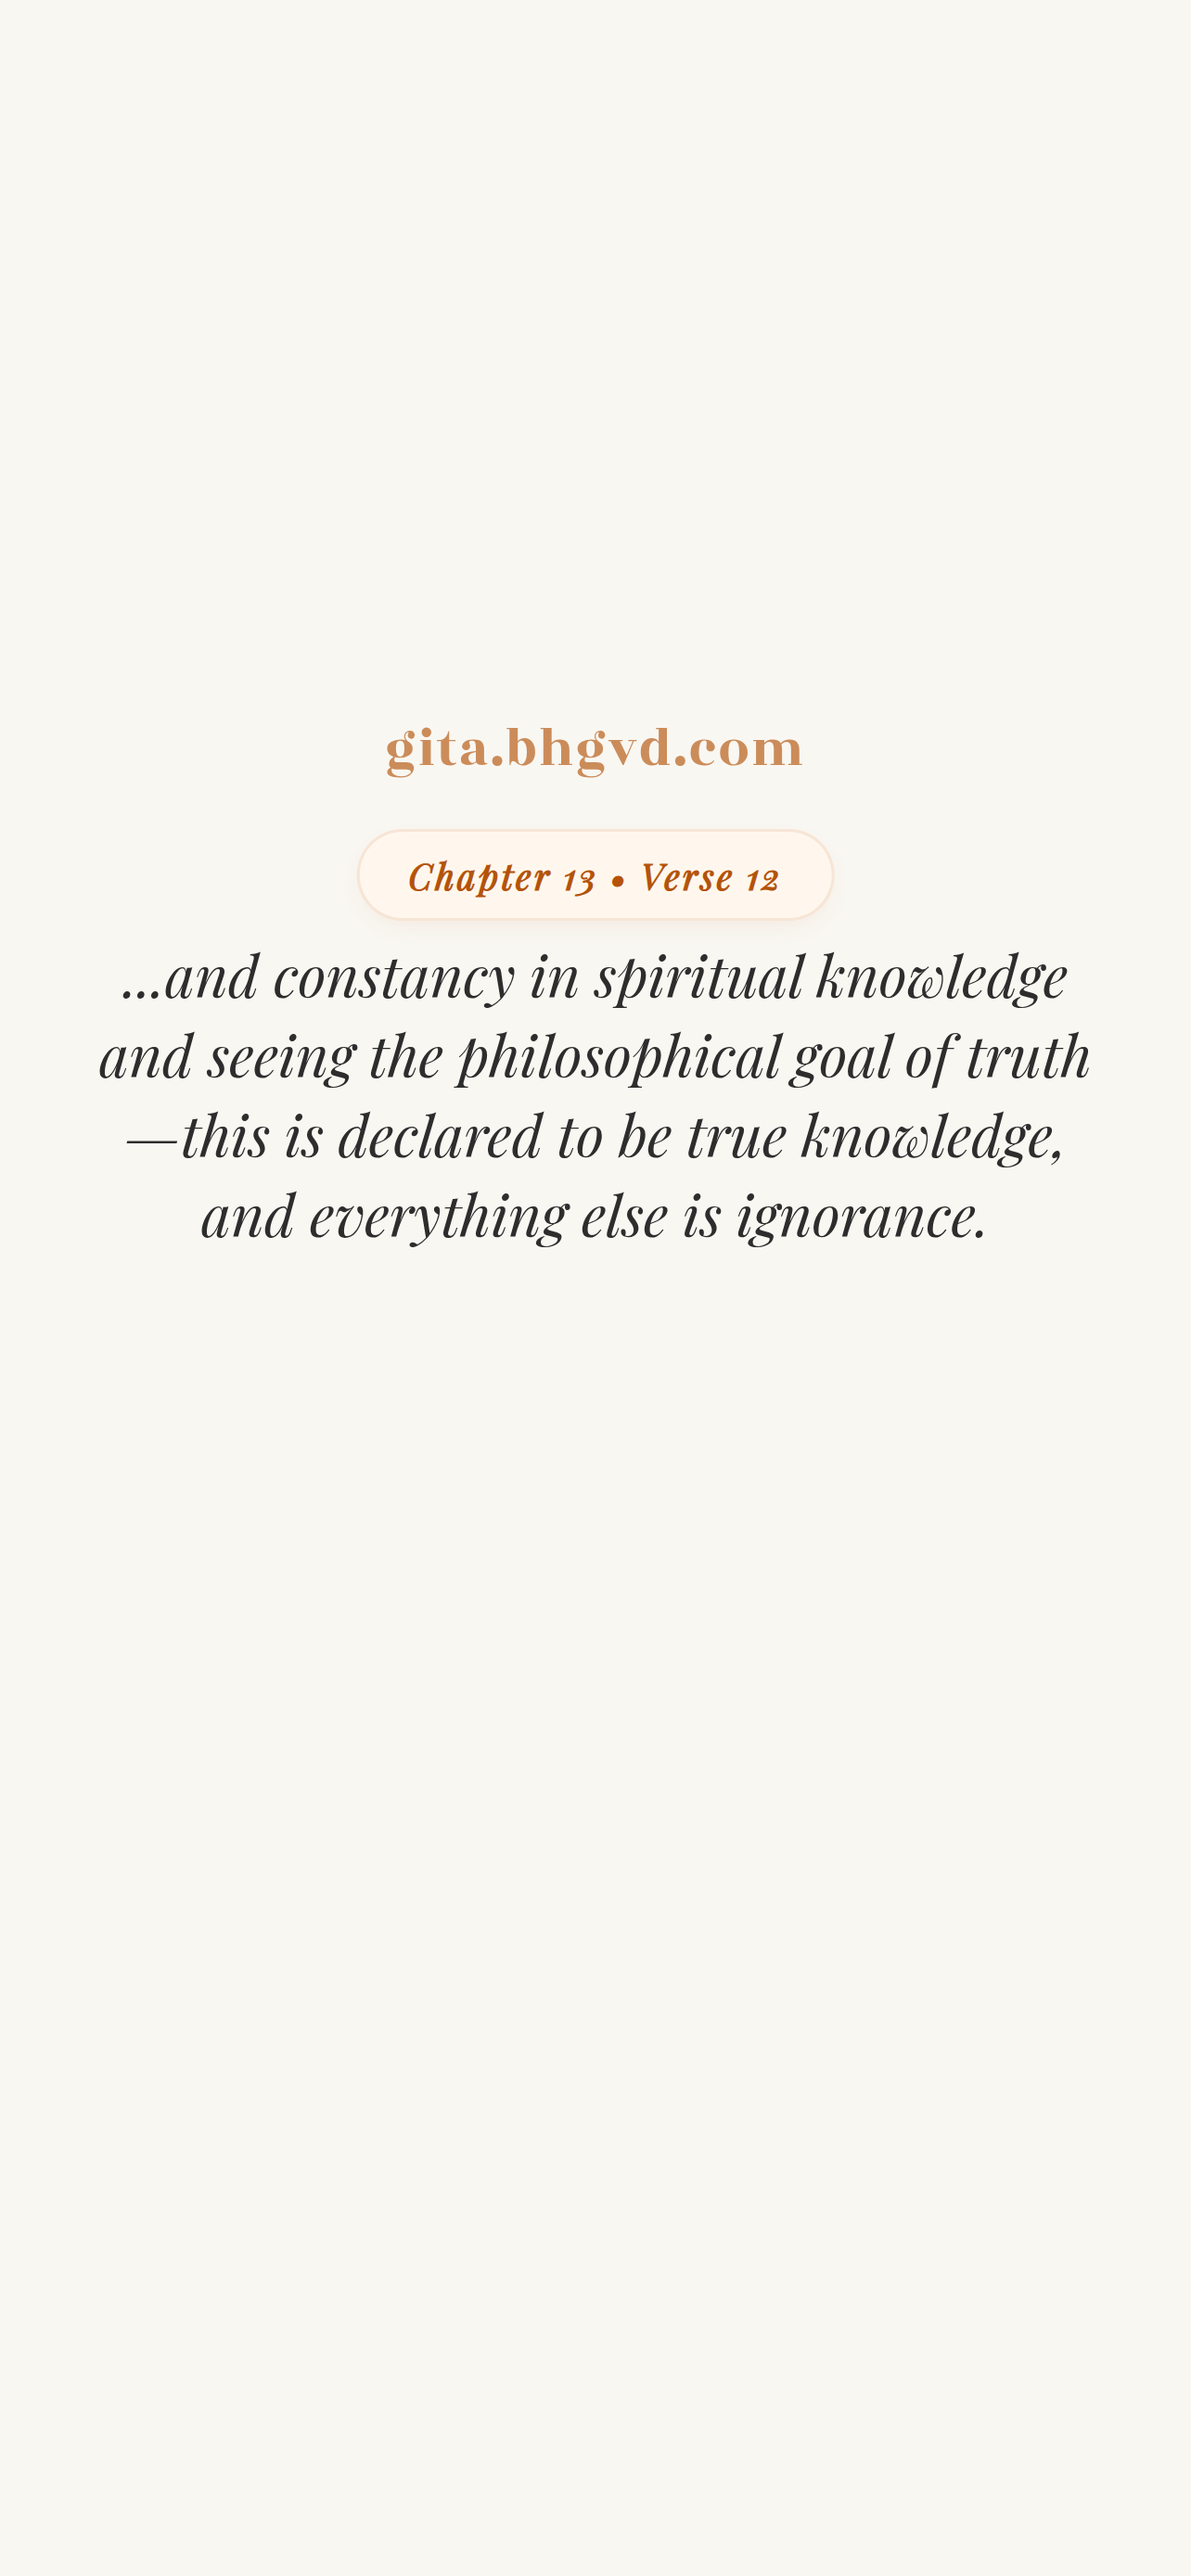 gita.bhgvd.com
Chapter 13 • Verse 12
...and constancy in spiritual knowledge
and seeing the philosophical goal of truth
—this is declared to be true knowledge,
and everything else is ignorance.